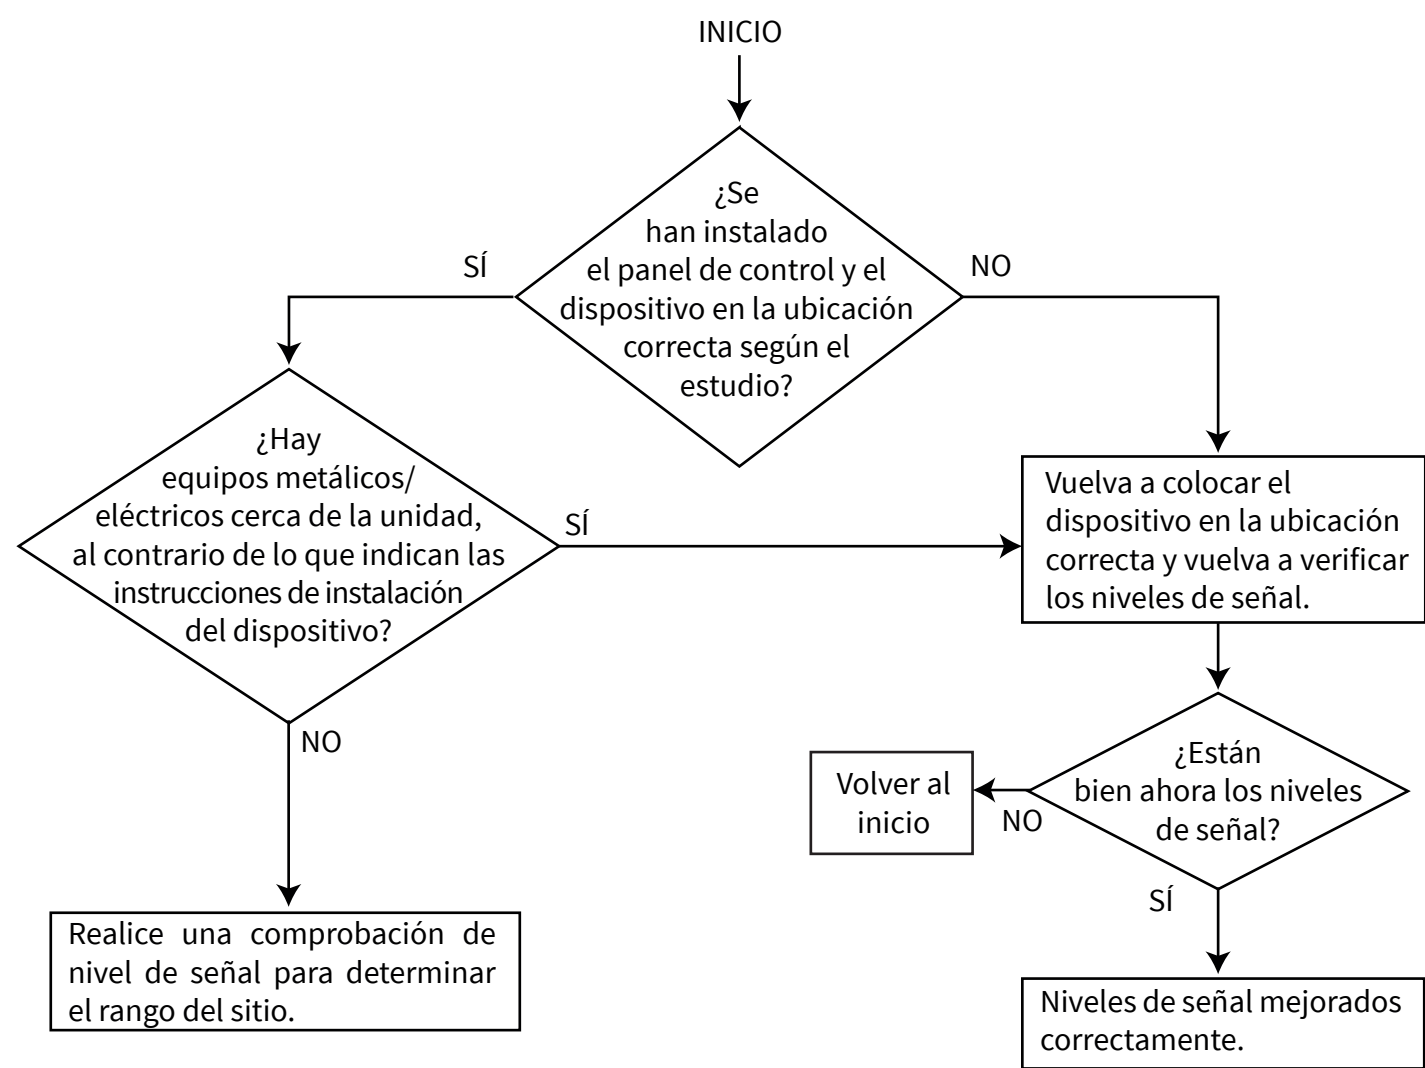 INICIO
¿Se
han instalado
el panel de control y el
dispositivo en la ubicación
correcta según el
estudio?
SÍ
NO
¿Hay
equipos metálicos/
eléctricos cerca de la unidad,
al contrario de lo que indican las
instrucciones de instalación
del dispositivo?
SÍ
NO
Vuelva a colocar el
dispositivo en la ubicación
correcta y vuelva a verificar
los niveles de señal.
¿Están
bien ahora los niveles
de señal?
NO
SÍ
Volver al
inicio
Realice una comprobación de
nivel de señal para determinar
el rango del sitio.
Niveles de señal mejorados
correctamente.